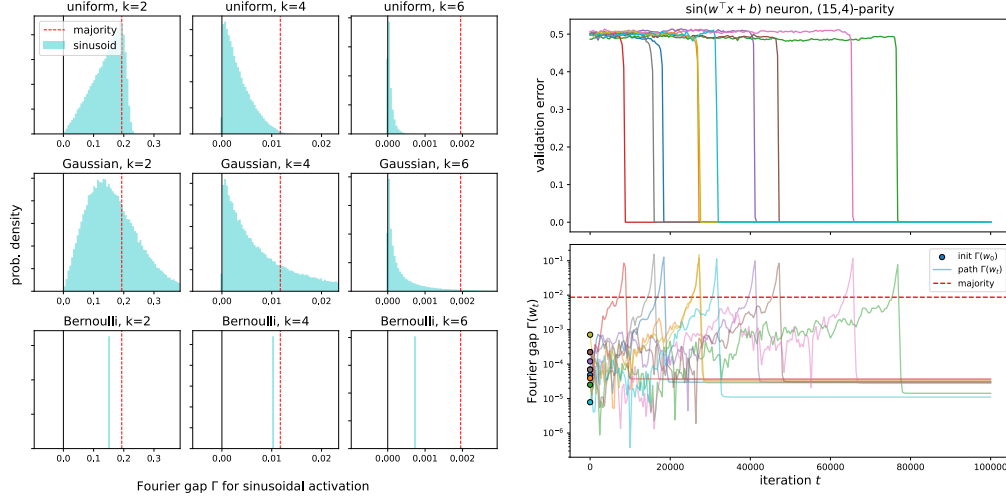 uniform, k=2
majority
sinusoid
0.0 0.1 0.2 0.3
uniform, k=4
0.00 0.01 0.02
uniform, k=6
0.000 0.001 0.002
Gaussian, k=2
0.0 0.1 0.2 0.3
Gaussian, k=4
0.00 0.01 0.02
Gaussian, k=6
0.000 0.001 0.002
prob. density
Bernoulli, k=2
0.0 0.1 0.2 0.3
Bernoulli, k=4
0.00 0.01 0.02
Bernoulli, k=6
0.000 0.001 0.002
Fourier gap Γ for sinusoidal activation
sin(w⊤x + b) neuron, (15,4)-parity
validation error
0.5
0.4
0.3
0.2
0.1
0.0
Fourier gap Γ(wₜ)
10⁻¹
10⁻²
10⁻³
10⁻⁴
10⁻⁵
10⁻⁶
init Γ(w₀)
path Γ(wₜ)
majority
0 20000 40000 60000 80000 100000
iteration t